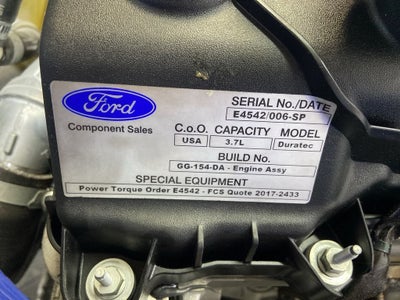 Ford
Component Sales
SERIAL No./DATE
E4542/006-SP
C.o.O. CAPACITY MODEL
USA 3.7L Duratec
BUILD No.
GG-154-DA - Engine Assy
SPECIAL EQUIPMENT
Power Torque Order E4542 - FCS Quote 2017-2433